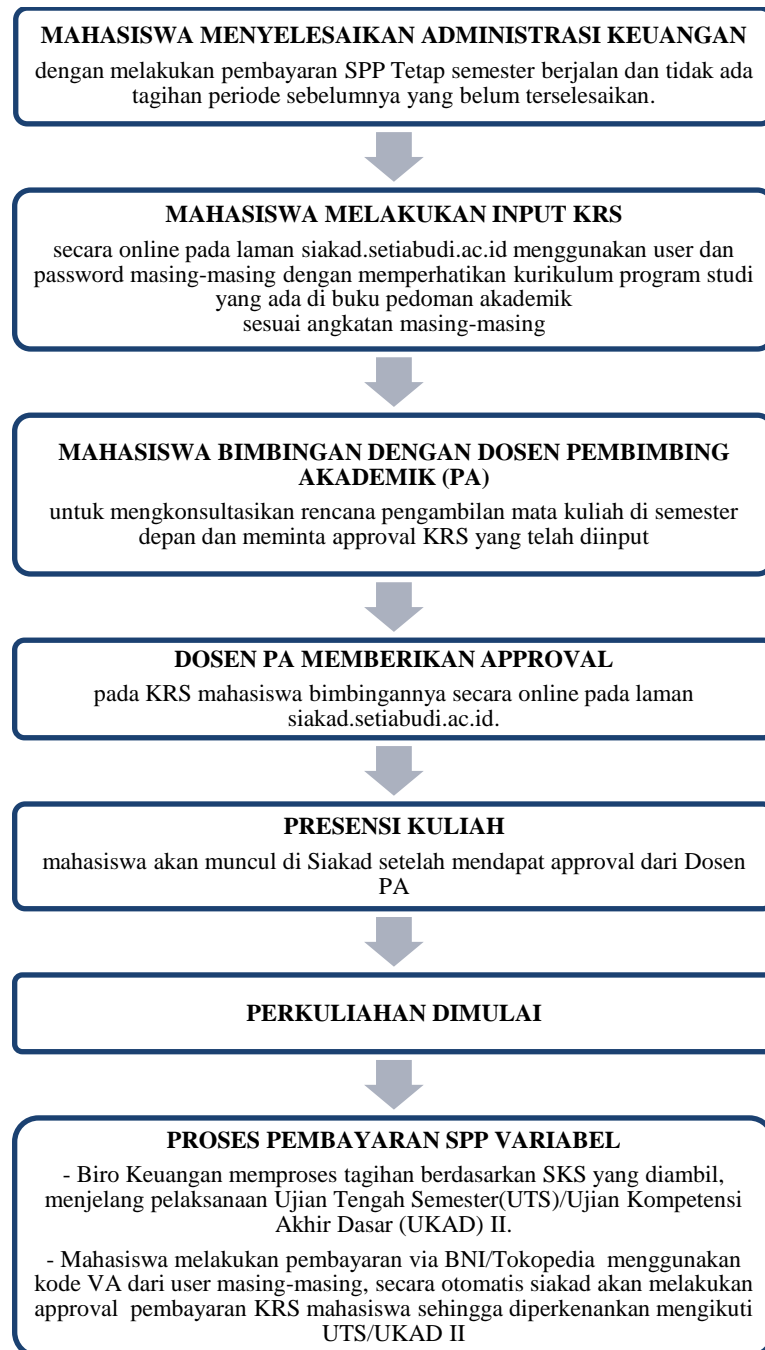 MAHASISWA MENYELESAIKAN ADMINISTRASI KEUANGAN
dengan melakukan pembayaran SPP Tetap semester berjalan dan tidak ada
tagihan periode sebelumnya yang belum terselesaikan.
MAHASISWA MELAKUKAN INPUT KRS
secara online pada laman siakad.setiabudi.ac.id menggunakan user dan
password masing-masing dengan memperhatikan kurikulum program studi
yang ada di buku pedoman akademik
sesuai angkatan masing-masing
MAHASISWA BIMBINGAN DENGAN DOSEN PEMBIMBING
AKADEMIK (PA)
untuk mengkonsultasikan rencana pengambilan mata kuliah di semester
depan dan meminta approval KRS yang telah diinput
DOSEN PA MEMBERIKAN APPROVAL
pada KRS mahasiswa bimbingannya secara online pada laman
siakad.setiabudi.ac.id.
PRESENSI KULIAH
mahasiswa akan muncul di Siakad setelah mendapat approval dari Dosen
PA
PERKULIAHAN DIMULAI
PROSES PEMBAYARAN SPP VARIABEL
- Biro Keuangan memproses tagihan berdasarkan SKS yang diambil,
menjelang pelaksanaan Ujian Tengah Semester(UTS)/Ujian Kompetensi
Akhir Dasar (UKAD) II.
- Mahasiswa melakukan pembayaran via BNI/Tokopedia menggunakan
kode VA dari user masing-masing, secara otomatis siakad akan melakukan
approval pembayaran KRS mahasiswa sehingga diperkenankan mengikuti
UTS/UKAD II